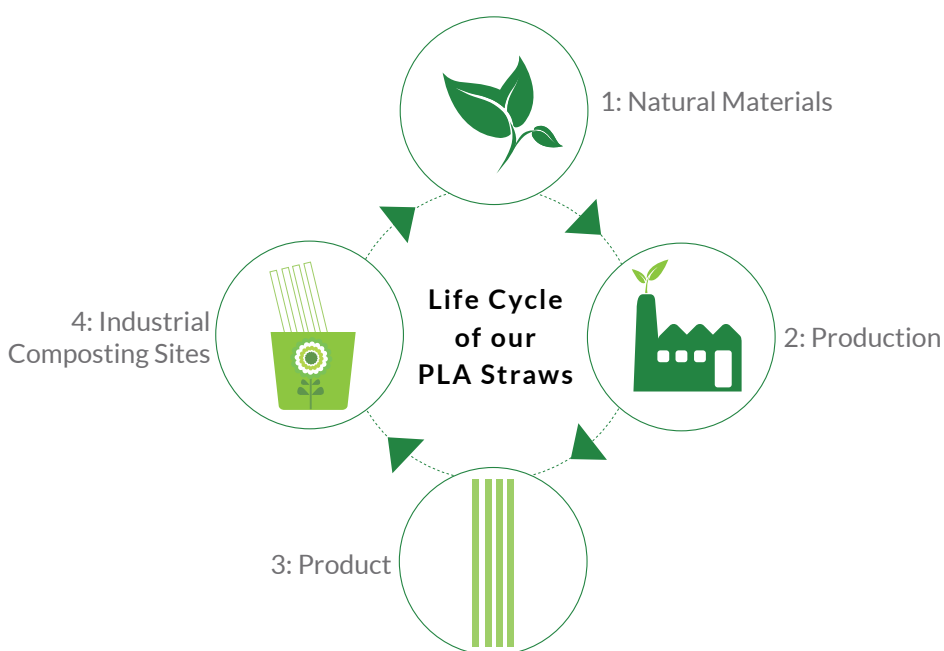 1: Natural Materials
Life Cycle
of our
PLA Straws
2: Production
3: Product
4: Industrial
Composting Sites